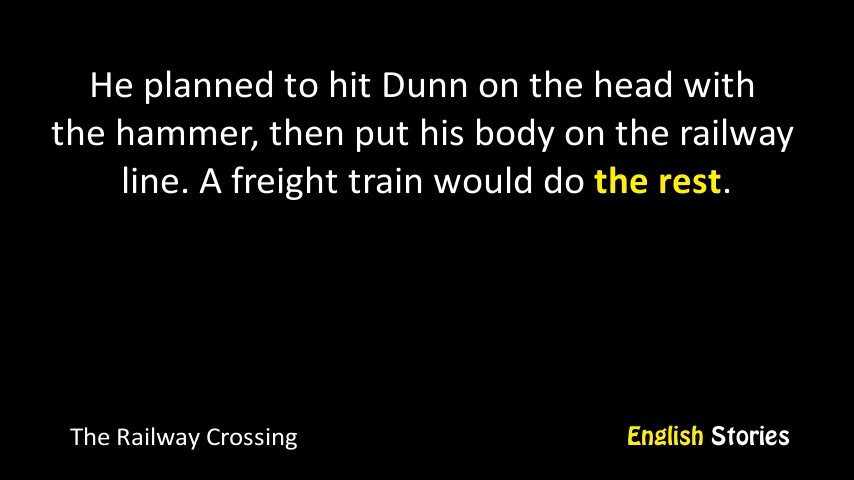 He planned to hit Dunn on the head with
the hammer, then put his body on the railway
line. A freight train would do the rest.
The Railway Crossing
English Stories